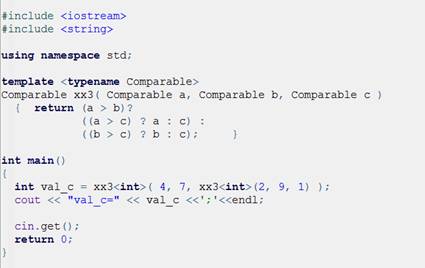 #include <iostream>
#include <string>
using namespace std;
template <typename Comparable>
Comparable xx3( Comparable a, Comparable b, Comparable c )
{ return (a > b)?
((a > c) ? a : c) :
((b > c) ? b : c); }
int main()
{
int val_c = xx3<int>( 4, 7, xx3<int>(2, 9, 1) );
cout << "val_c=" << val_c <<';'<<endl;
cin.get();
return 0;
}